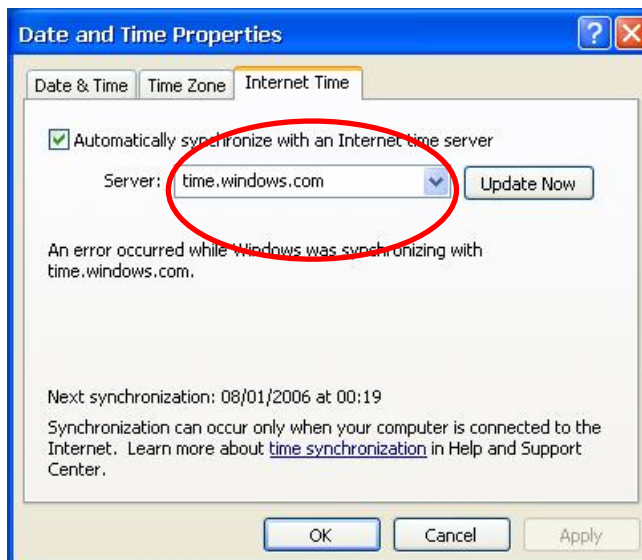 Date and Time Properties
Date & Time
Time Zone
Internet Time
Automatically synchronize with an Internet time server
Server:
time.windows.com
Update Now
An error occurred while Windows was synchronizing with
time.windows.com.
Next synchronization: 08/01/2006 at 00:19
Synchronization can occur only when your computer is connected to the
Internet. Learn more about time synchronization in Help and Support
Center.
OK
Cancel
Apply